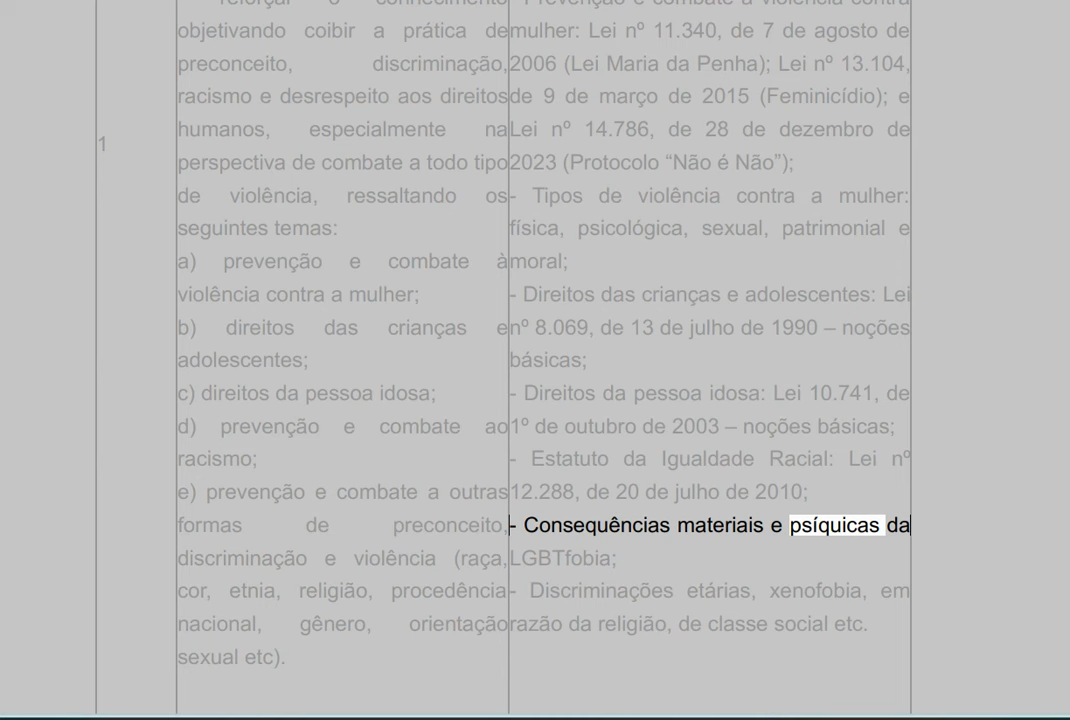 1
reforçar o conhecimento
objetivando coibir a prática de
preconceito, discriminação,
racismo e desrespeito aos direitos
humanos, especialmente na
perspectiva de combate a todo tipo
de violência, ressaltando os
seguintes temas:
a) prevenção e combate à
violência contra a mulher;
b) direitos das crianças e
adolescentes;
c) direitos da pessoa idosa;
d) prevenção e combate ao
racismo;
e) prevenção e combate a outras
formas de preconceito,
discriminação e violência (raça,
cor, etnia, religião, procedência
nacional, gênero, orientação
sexual etc).
- Prevenção e combate à violência contra
mulher: Lei nº 11.340, de 7 de agosto de
2006 (Lei Maria da Penha); Lei nº 13.104,
de 9 de março de 2015 (Feminicídio); e
Lei nº 14.786, de 28 de dezembro de
2023 (Protocolo “Não é Não”);
- Tipos de violência contra a mulher:
física, psicológica, sexual, patrimonial e
moral;
- Direitos das crianças e adolescentes: Lei
nº 8.069, de 13 de julho de 1990 – noções
básicas;
- Direitos da pessoa idosa: Lei 10.741, de
1º de outubro de 2003 – noções básicas;
- Estatuto da Igualdade Racial: Lei nº
12.288, de 20 de julho de 2010;
- Consequências materiais e psíquicas da
LGBTfobia;
- Discriminações etárias, xenofobia, em
razão da religião, de classe social etc.